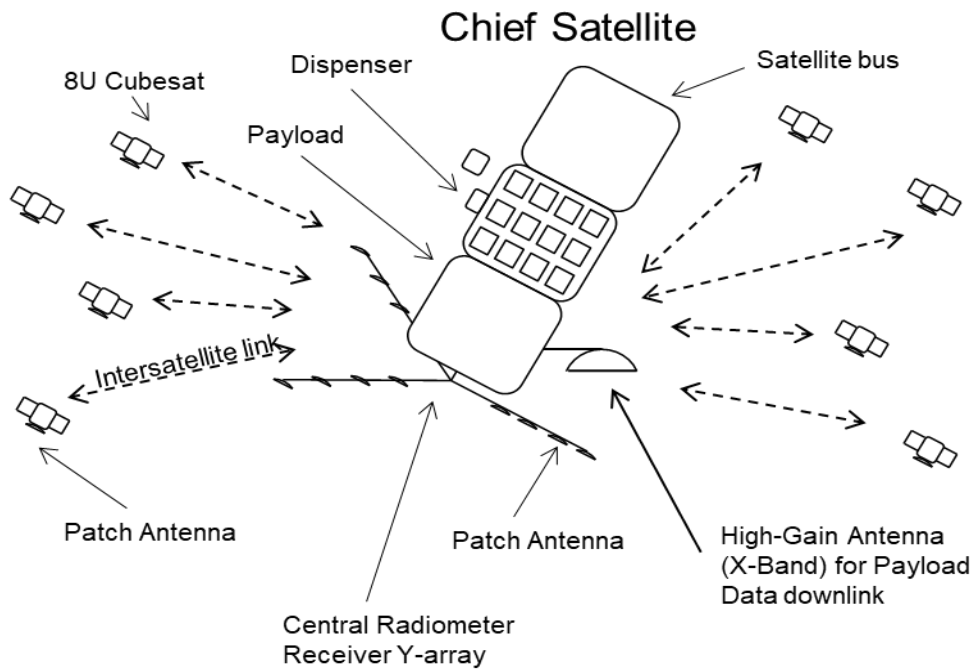 Chief Satellite
Dispenser
Satellite bus
8U Cubesat
Payload
Intersatellite link
Patch Antenna
Patch Antenna
High-Gain Antenna
(X-Band) for Payload
Data downlink
Central Radiometer
Receiver Y-array